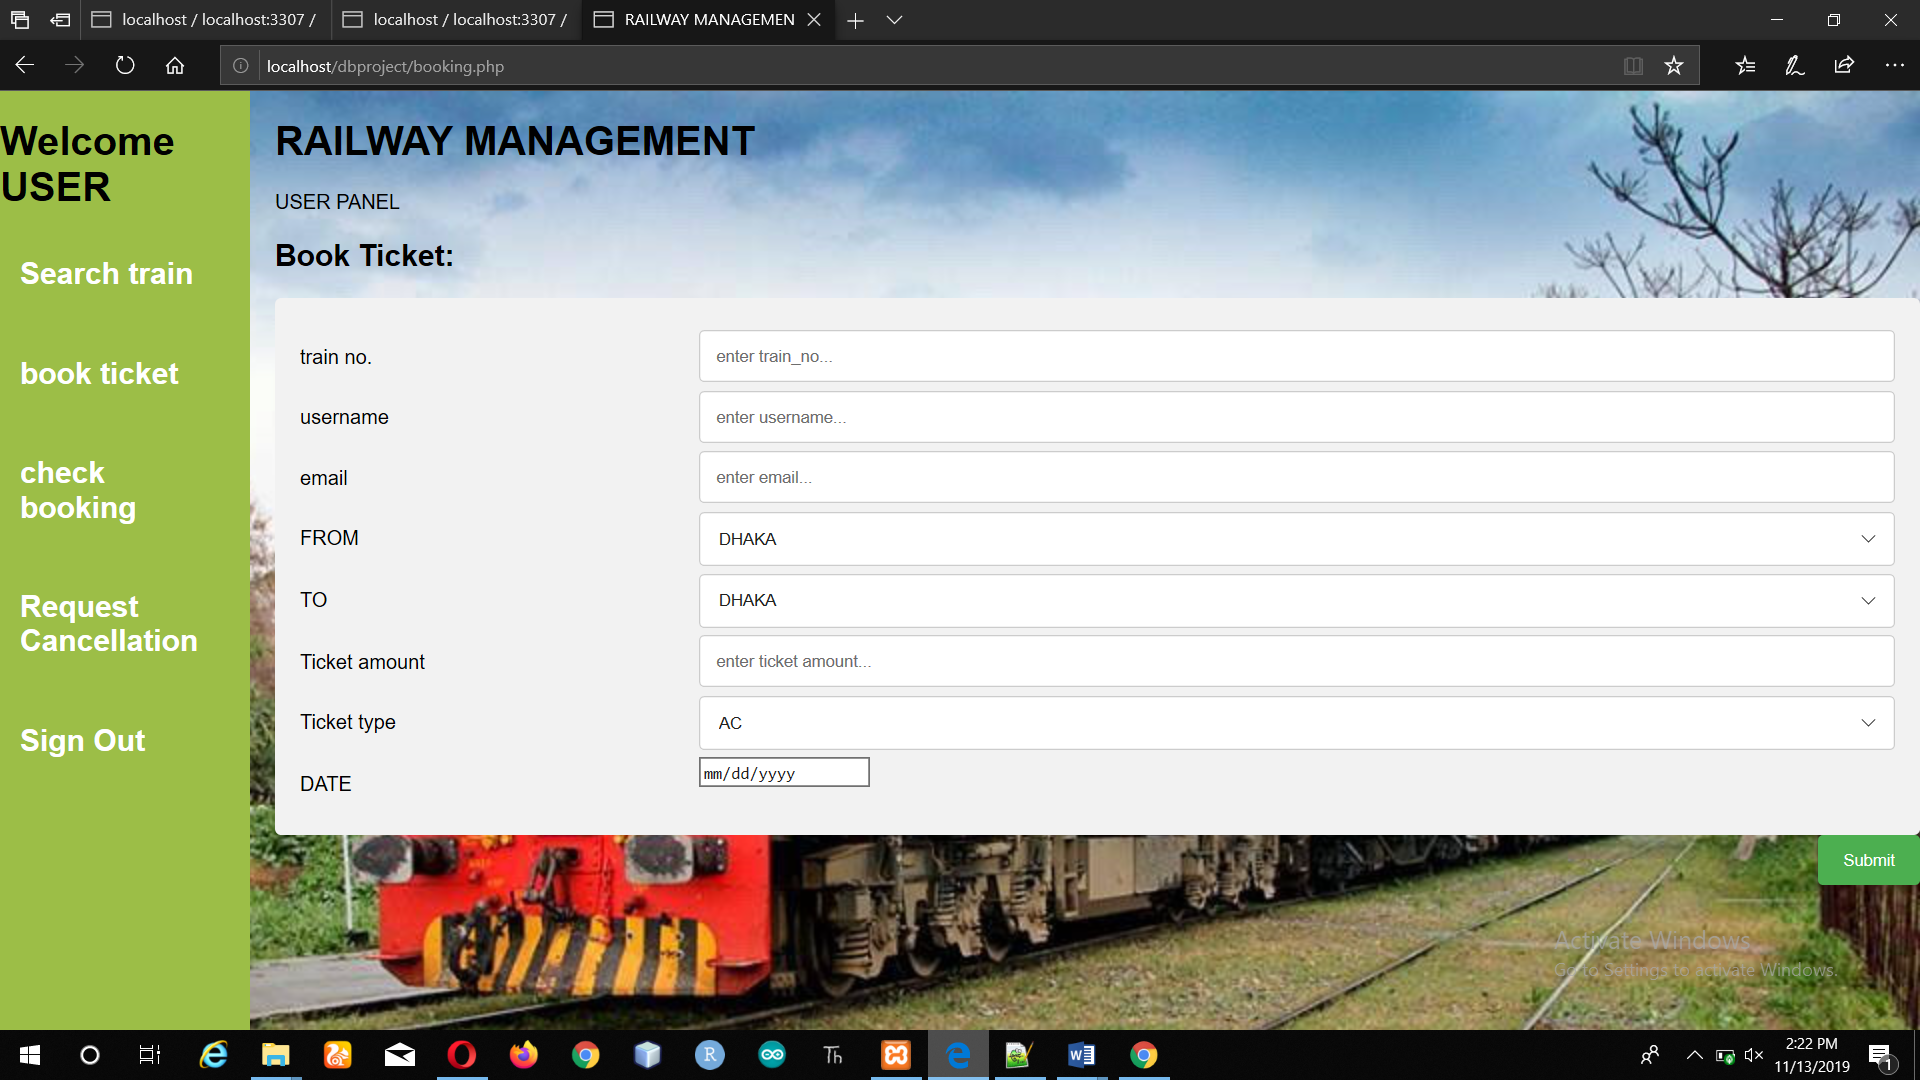 localhost / localhost:3307 /
localhost / localhost:3307 /
RAILWAY MANAGEMEN
localhost/dbproject/booking.php
Welcome
USER
Search train
book ticket
check
booking
Request
Cancellation
Sign Out
RAILWAY MANAGEMENT
USER PANEL
Book Ticket:
train no.
enter train_no...
username
enter username...
email
enter email...
FROM
DHAKA
TO
DHAKA
Ticket amount
enter ticket amount...
Ticket type
AC
DATE
mm/dd/yyyy
Submit
Activate Windows
Go to Settings to activate Windows.
R
Th
2:22 PM
11/13/2019
1